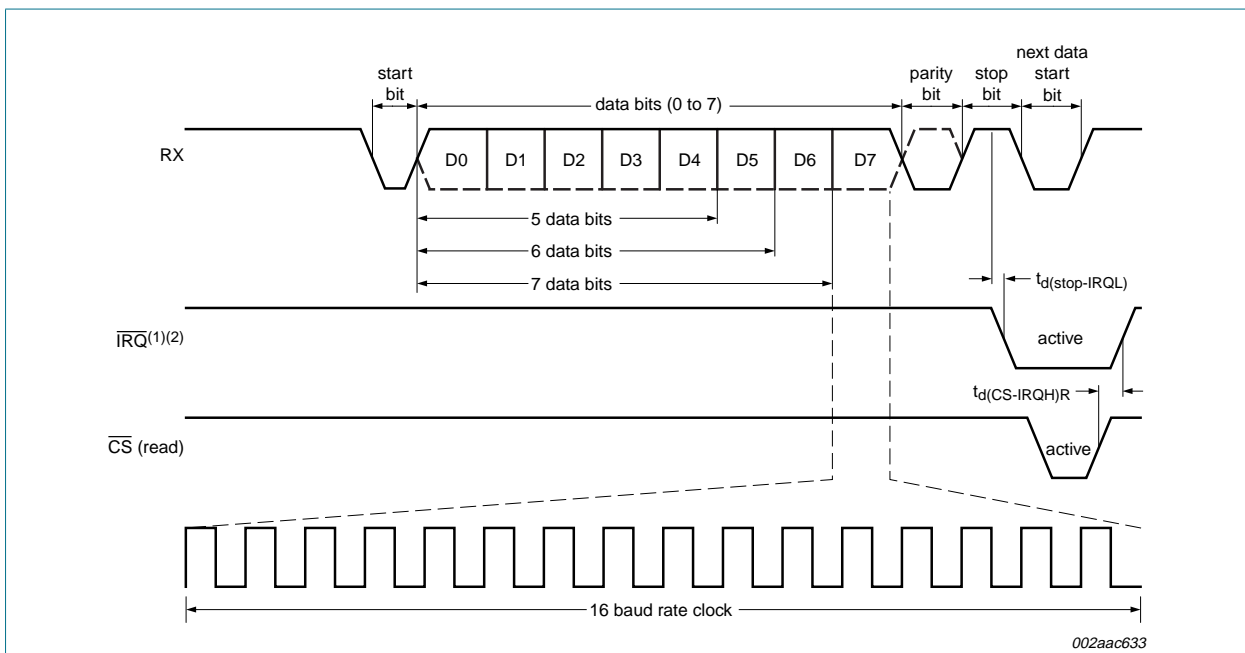 next data
start
bit
parity
bit
stop
bit
start
bit
data bits (0 to 7)
RX
D0 D1 D2 D3 D4 D5 D6 D7
5 data bits
6 data bits
7 data bits
td(stop-IRQL)
IRQ(1)(2)
active
td(CS-IRQH)R
CS (read)
active
16 baud rate clock
002aac633